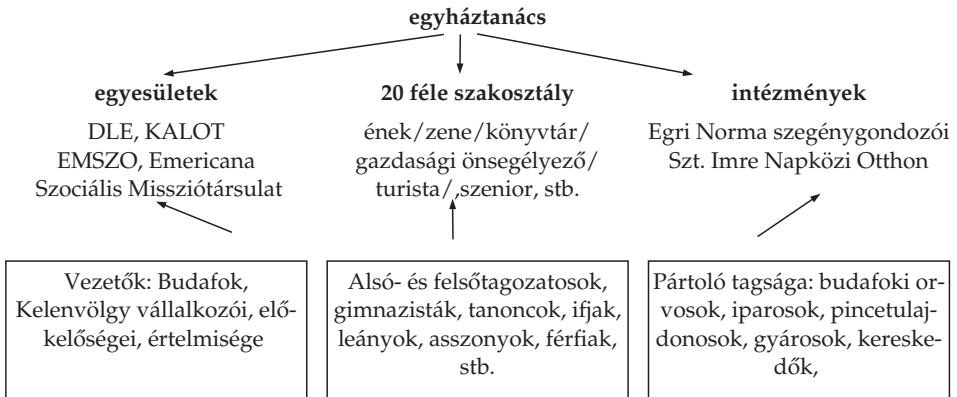 egyháztanács
egyesületek
DLE, KALOT
EMSZO, Emericana
Szociális Missziótársulat
20 féle szakosztály
ének/zene/könyvtár/
gazdasági önsegélyező/
turista/,szenior, stb.
intézmények
Egri Norma szegénygondozói
Szt. Imre Napközi Otthon
Vezetők: Budafok,
Kelenvölgy vállalkozói, elő-
kelőségei, értelmisége
Alsó- és felsőtagozatosok,
gimnazisták, tanoncok, ifjak,
leányok, asszonyok, férfiak,
stb.
Pártoló tagsága: budafoki or-
vosok, iparosok, pincetulaj-
donosok, gyárosok, kereske-
dők,